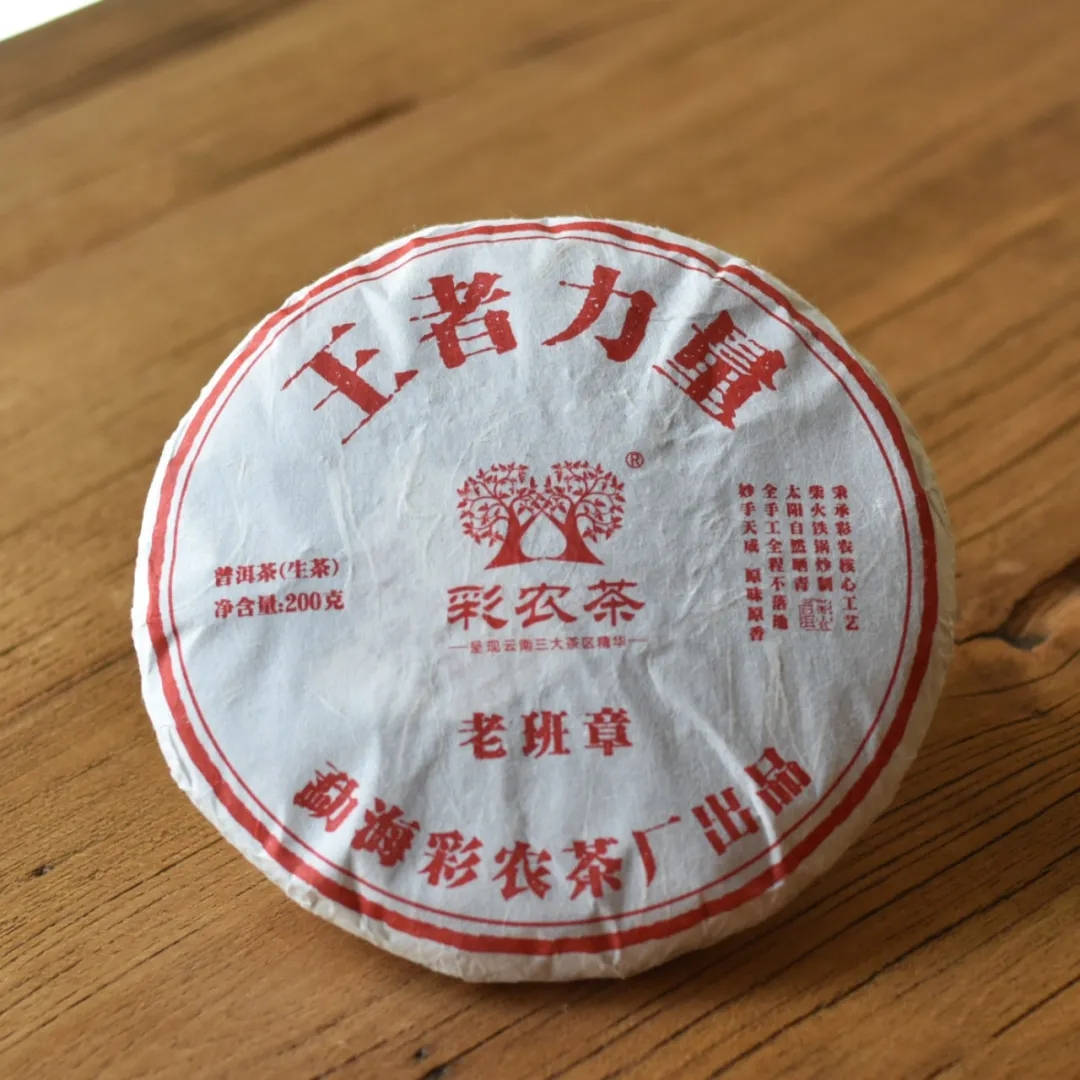 王者力量
®
彩农茶
呈现云南三大茶区精华
普洱茶(生茶)
净含量:200克
秉承彩农核心工艺
柴火铁锅炒制
太阳自然晒青
全手工全程不落地
妙手天成 原味原香
老班章
勐海彩农茶厂出品